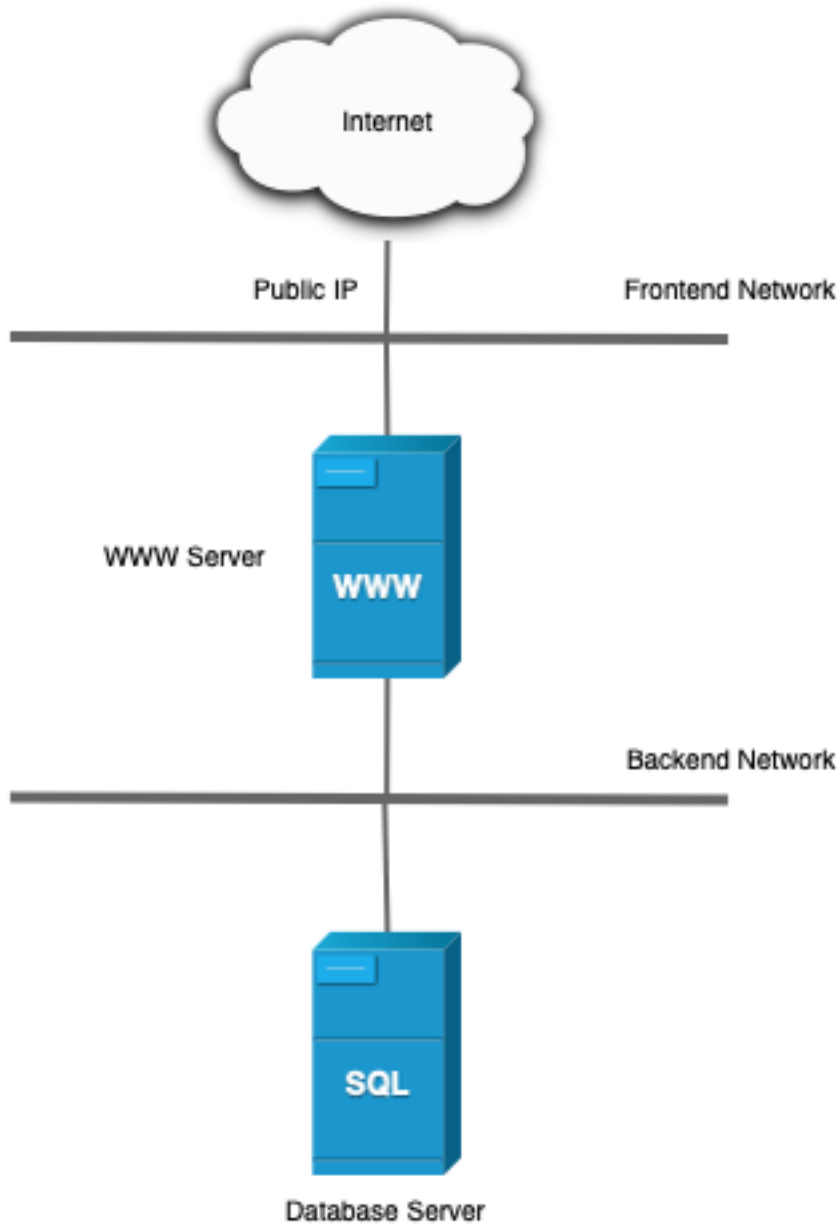 Internet
Public IP
Frontend Network
WWW Server
WWW
Backend Network
SQL
Database Server